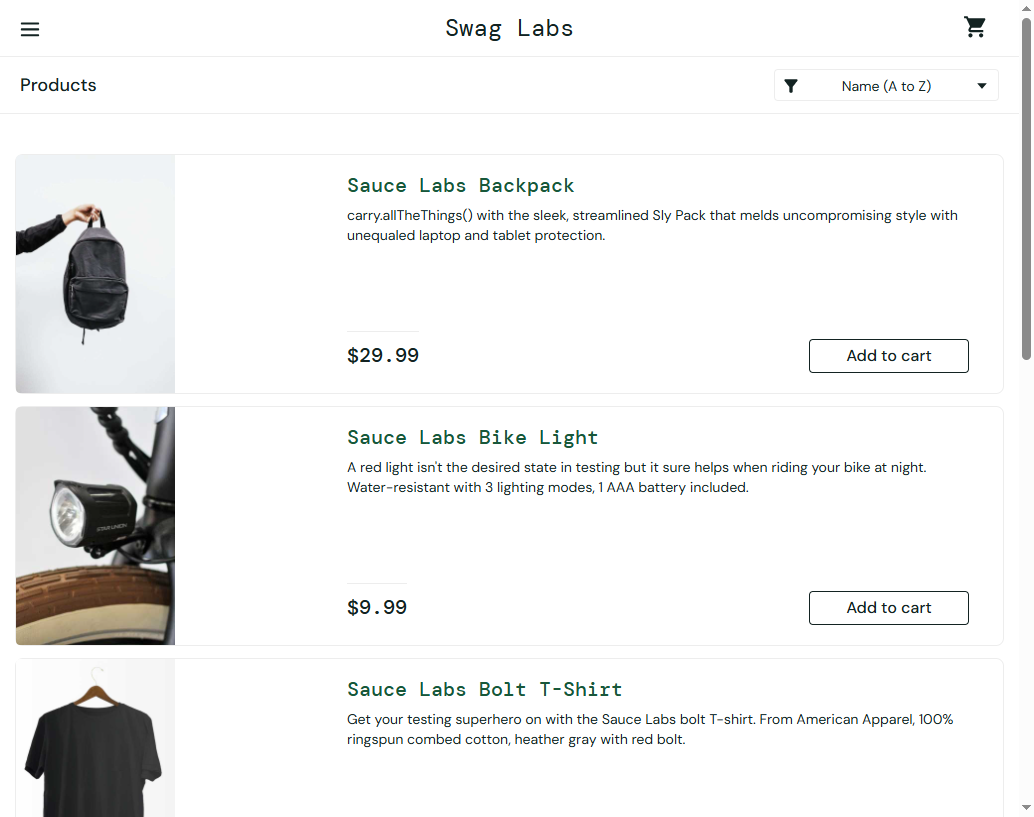 Swag Labs
Products
Name (A to Z)
Sauce Labs Backpack
carry.allTheThings() with the sleek, streamlined Sly Pack that melds uncompromising style with
unequaled laptop and tablet protection.
$29.99
Add to cart
Sauce Labs Bike Light
A red light isn't the desired state in testing but it sure helps when riding your bike at night.
Water-resistant with 3 lighting modes, 1 AAA battery included.
$9.99
Add to cart
Sauce Labs Bolt T-Shirt
Get your testing superhero on with the Sauce Labs bolt T-shirt. From American Apparel, 100%
ringspun combed cotton, heather gray with red bolt.